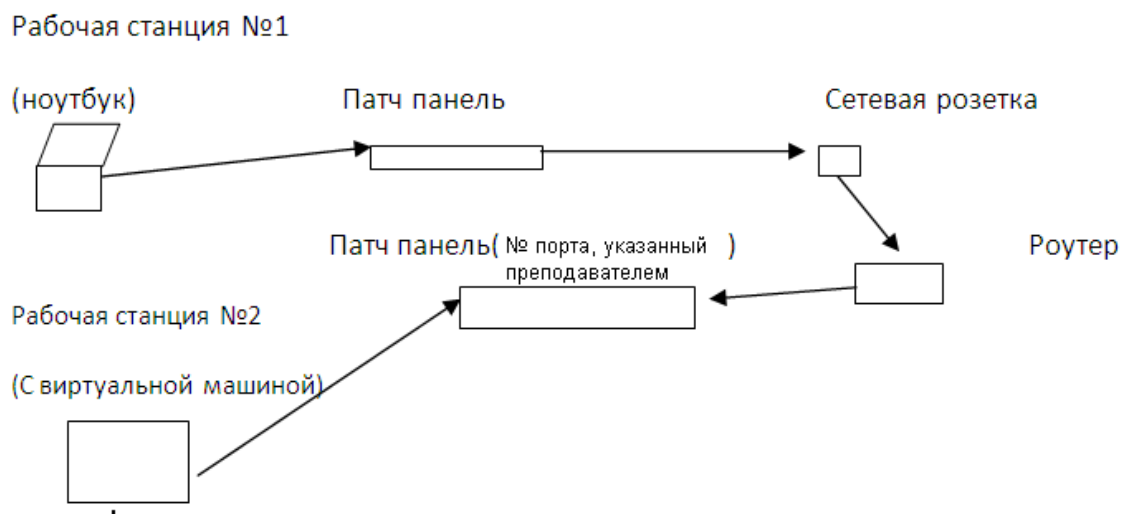 Рабочая станция №1
(ноутбук) Патч панель Сетевая розетка
Патч панель( № порта, указанный преподавателем ) Роутер
Рабочая станция №2
(С виртуальной машиной)